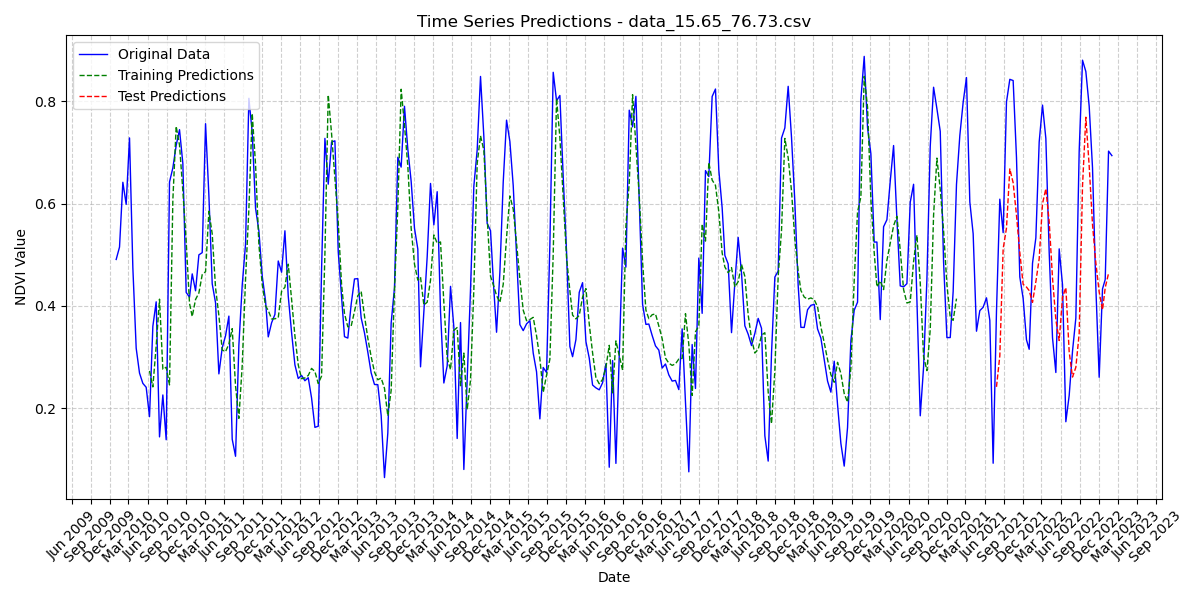 Time Series Predictions - data_15.65_76.73.csv
Original Data
Training Predictions
Test Predictions
NDVI Value
0.8
0.6
0.4
0.2
Jun 2009
Sep 2009
Dec 2009
Mar 2010
Jun 2010
Sep 2010
Dec 2010
Mar 2011
Jun 2011
Sep 2011
Dec 2011
Mar 2012
Jun 2012
Sep 2012
Dec 2012
Mar 2013
Jun 2013
Sep 2013
Dec 2013
Mar 2014
Jun 2014
Sep 2014
Dec 2014
Mar 2015
Jun 2015
Sep 2015
Dec 2015
Mar 2016
Jun 2016
Sep 2016
Dec 2016
Mar 2017
Jun 2017
Sep 2017
Dec 2017
Mar 2018
Jun 2018
Sep 2018
Dec 2018
Mar 2019
Jun 2019
Sep 2019
Dec 2019
Mar 2020
Jun 2020
Sep 2020
Dec 2020
Mar 2021
Jun 2021
Sep 2021
Dec 2021
Mar 2022
Jun 2022
Sep 2022
Dec 2022
Mar 2023
Jun 2023
Sep 2023
Date